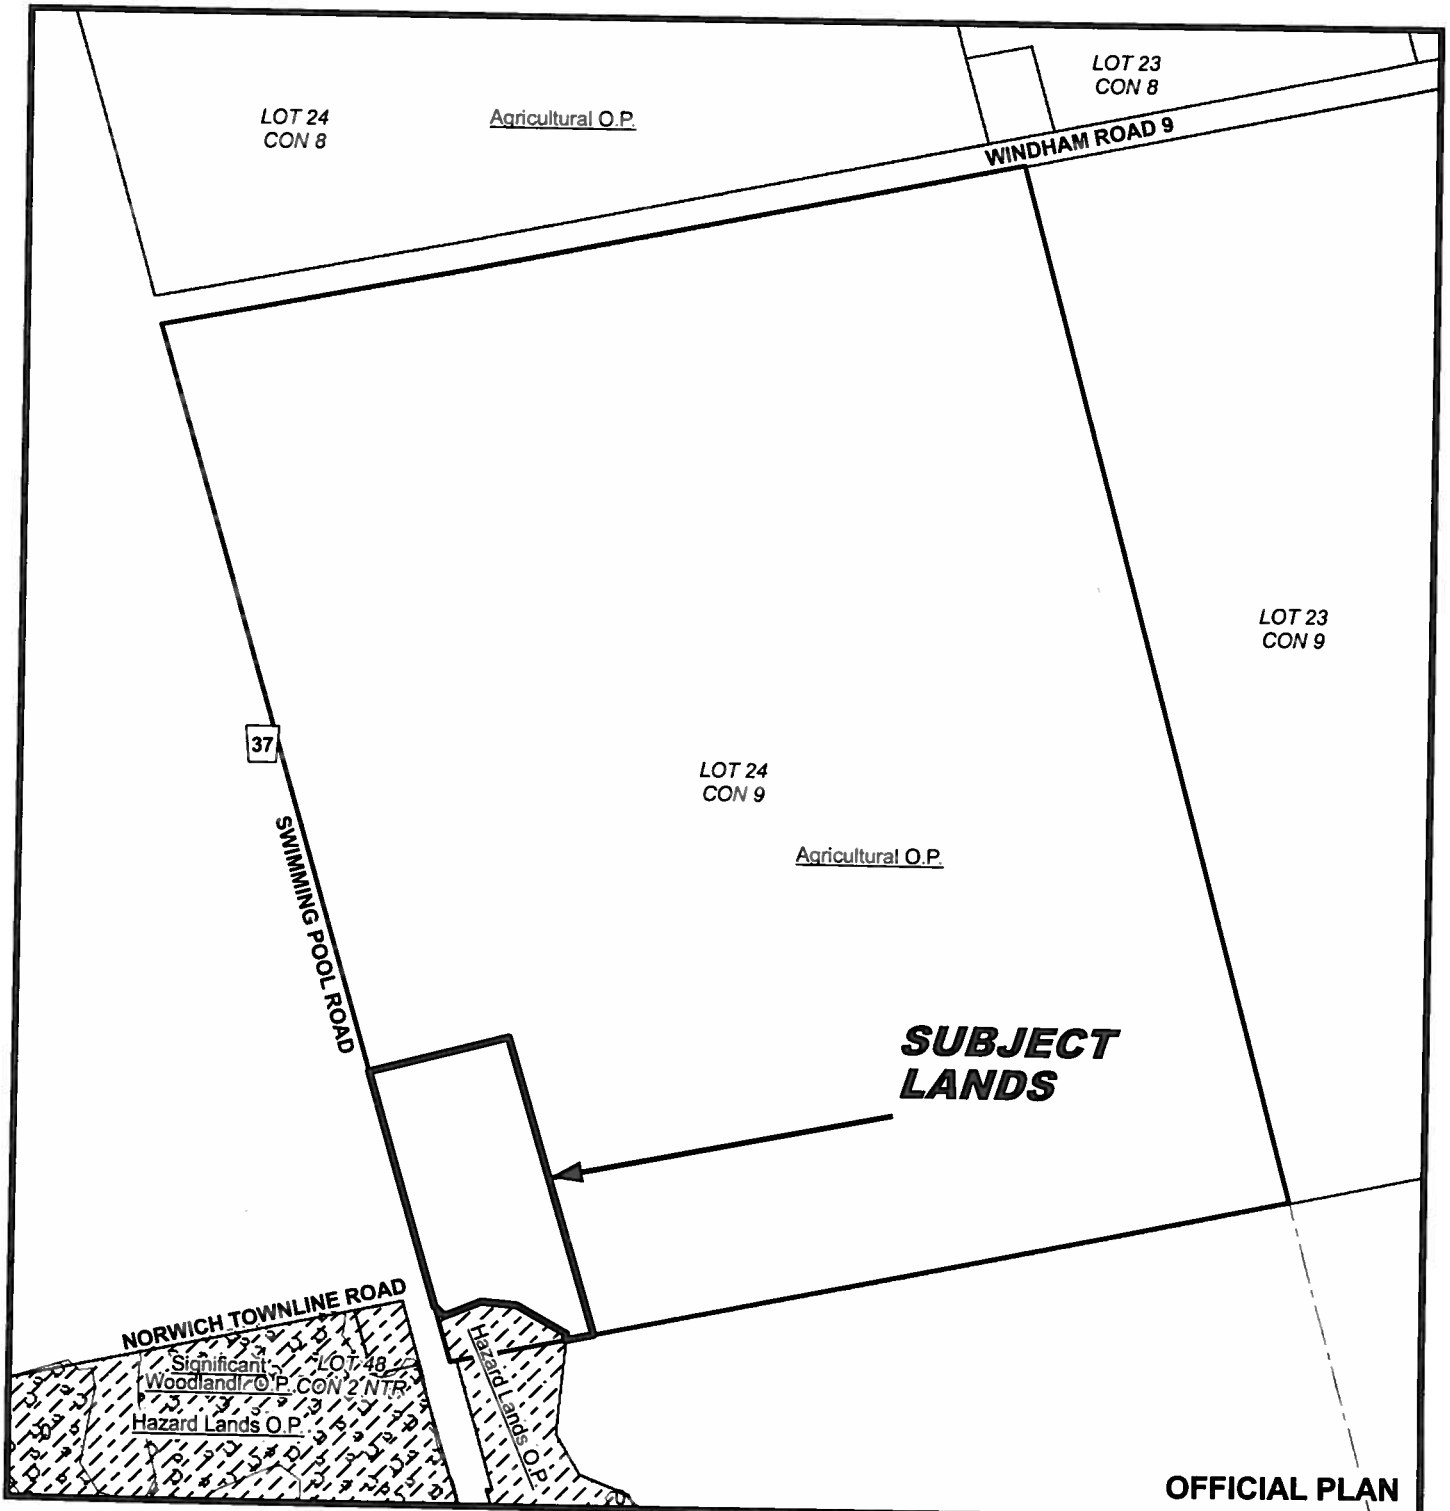 LOT 23
CON 8
LOT 24
CON 8
Agricultural O.P.
WINDHAM ROAD 9
LOT 23
CON 9
37
LOT 24
CON 9
SWIMMING POOL ROAD
Agricultural O.P.
SUBJECT
LANDS
NORWICH TOWNLINE ROAD
Significant
Woodland O.P.
LOT 48
CON 2 NTR
Hazard Lands O.P.
Hazard Lands O.P.
OFFICIAL PLAN